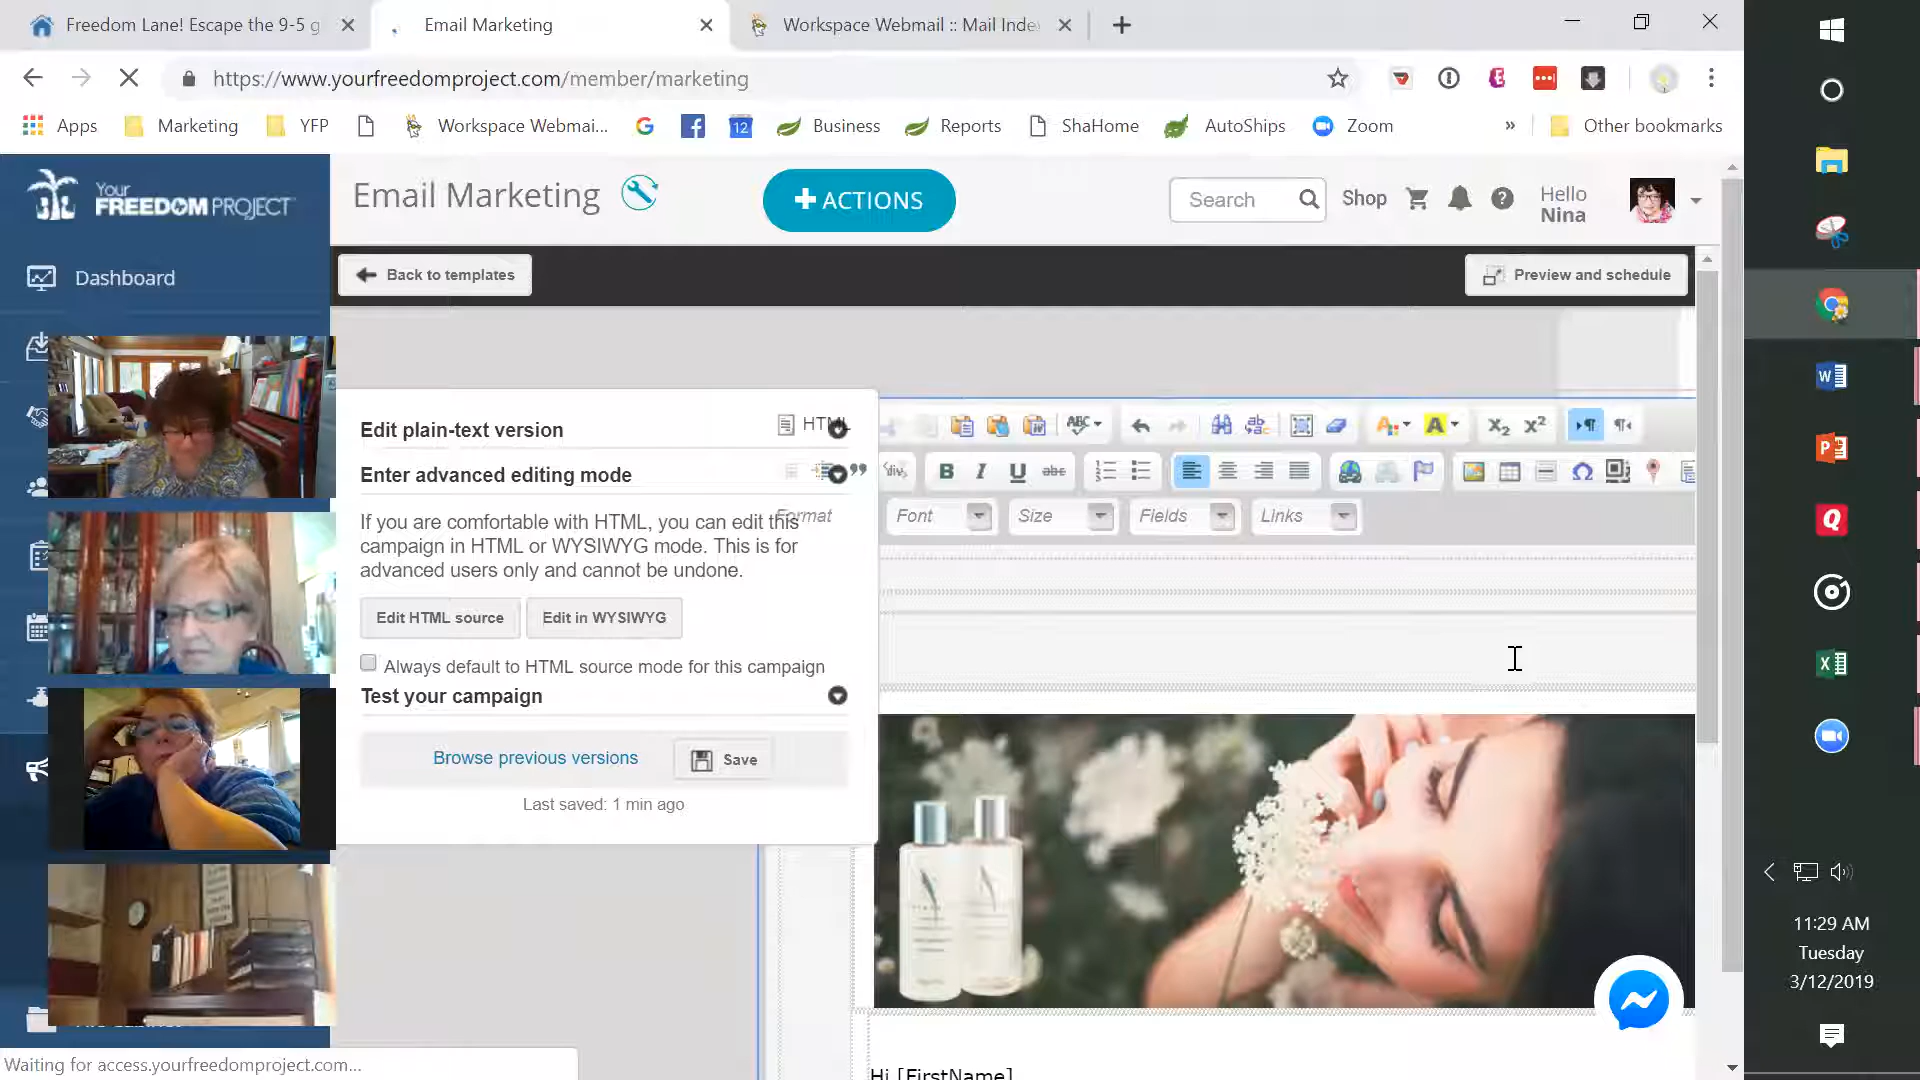 Freedom Lane! Escape the 9-5 g
Email Marketing
Workspace Webmail :: Mail Inde
https://www.yourfreedomproject.com/member/marketing
Apps
Marketing
YFP
Workspace Webmai...
12
Business
Reports
ShaHome
AutoShips
Zoom
Other bookmarks
Your
FREEDOM PROJECT
Email Marketing
ACTIONS
Search
Shop
Hello
Nina
Dashboard
Back to templates
Preview and schedule
Edit plain-text version
HTML
Enter advanced editing mode
If you are comfortable with HTML, you can edit this
campaign in HTML or WYSIWYG mode. This is for
advanced users only and cannot be undone.
Format
Font
Size
Fields
Links
Edit HTML source
Edit in WYSIWYG
Always default to HTML source mode for this campaign
Test your campaign
Browse previous versions
Save
Last saved: 1 min ago
Hi [FirstName]
Waiting for access.yourfreedomproject.com...
11:29 AM
Tuesday
3/12/2019